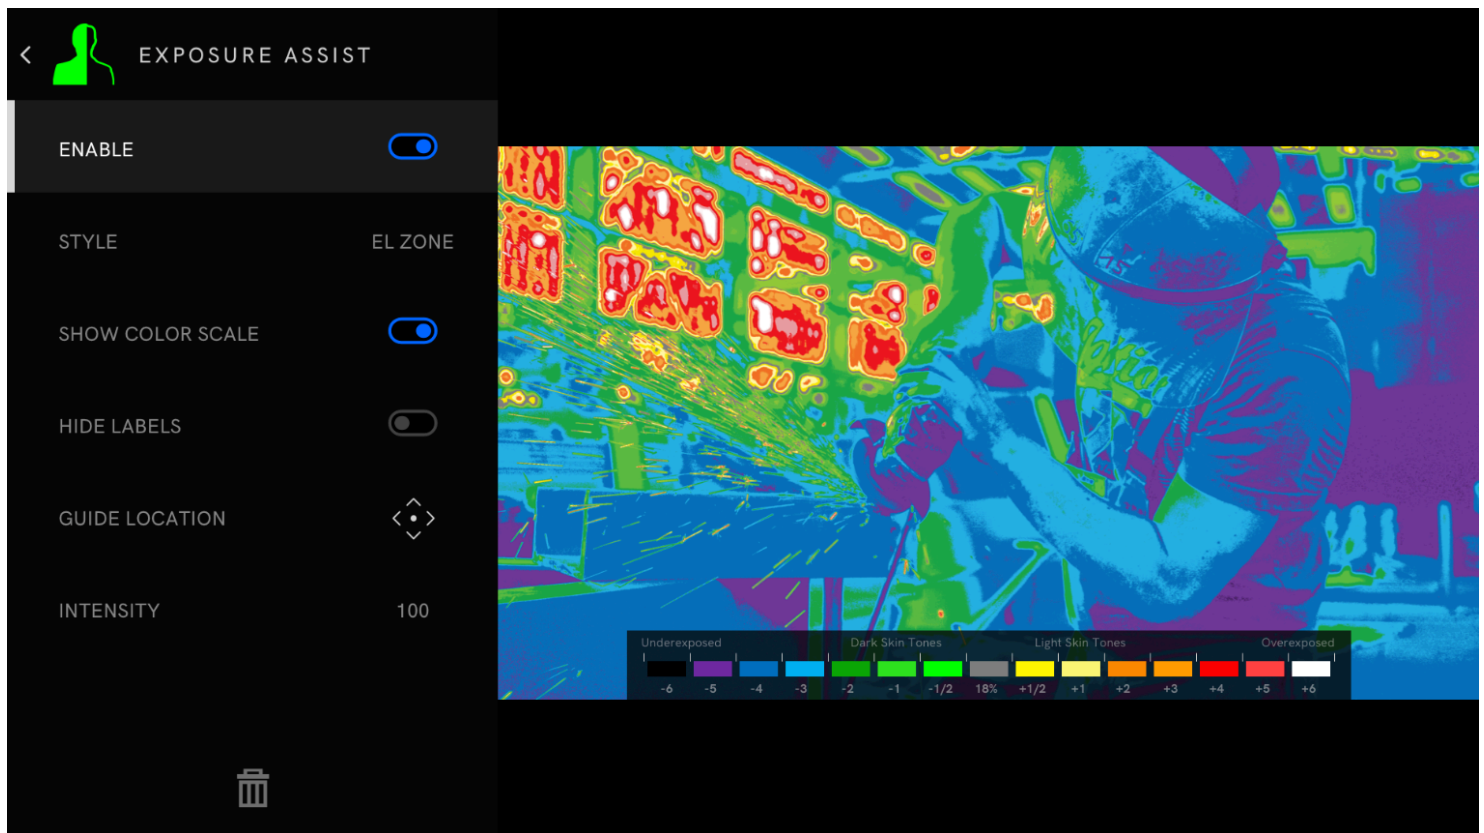 EXPOSURE ASSIST
ENABLE
STYLE EL ZONE
SHOW COLOR SCALE
HIDE LABELS
GUIDE LOCATION
INTENSITY 100
Underexposed Dark Skin Tones Light Skin Tones Overexposed
-6 -5 -4 -3 -2 -1 -1/2 18% +1/2 +1 +2 +3 +4 +5 +6